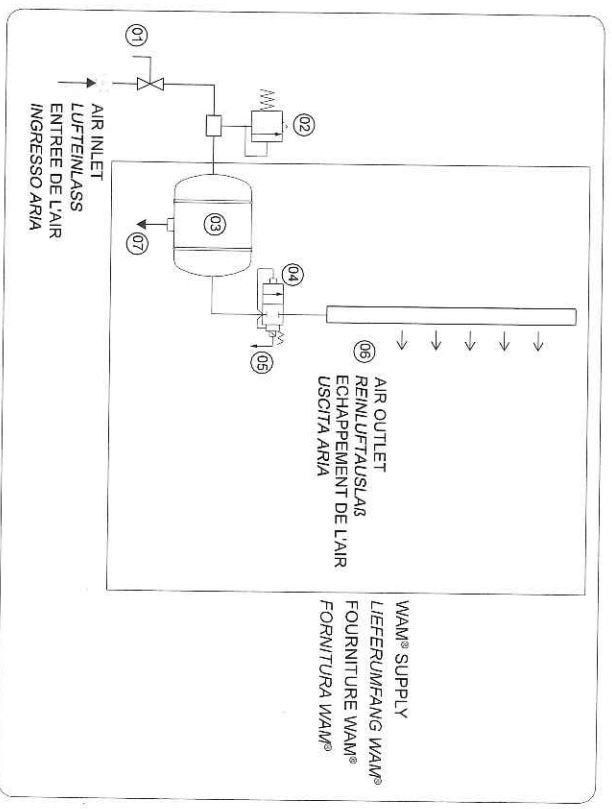 01
02
03
04
05
06
07
AIR INLET
LUFTEINLASS
ENTREE DE L'AIR
INGRESSO ARIA
AIR OUTLET
REINLUFTAUSLAß
ECHAPPEMENT DE L'AIR
USCITA ARIA
WAM® SUPPLY
LIEFERUMFANG WAM®
FOURNITURE WAM®
FORNITURA WAM®